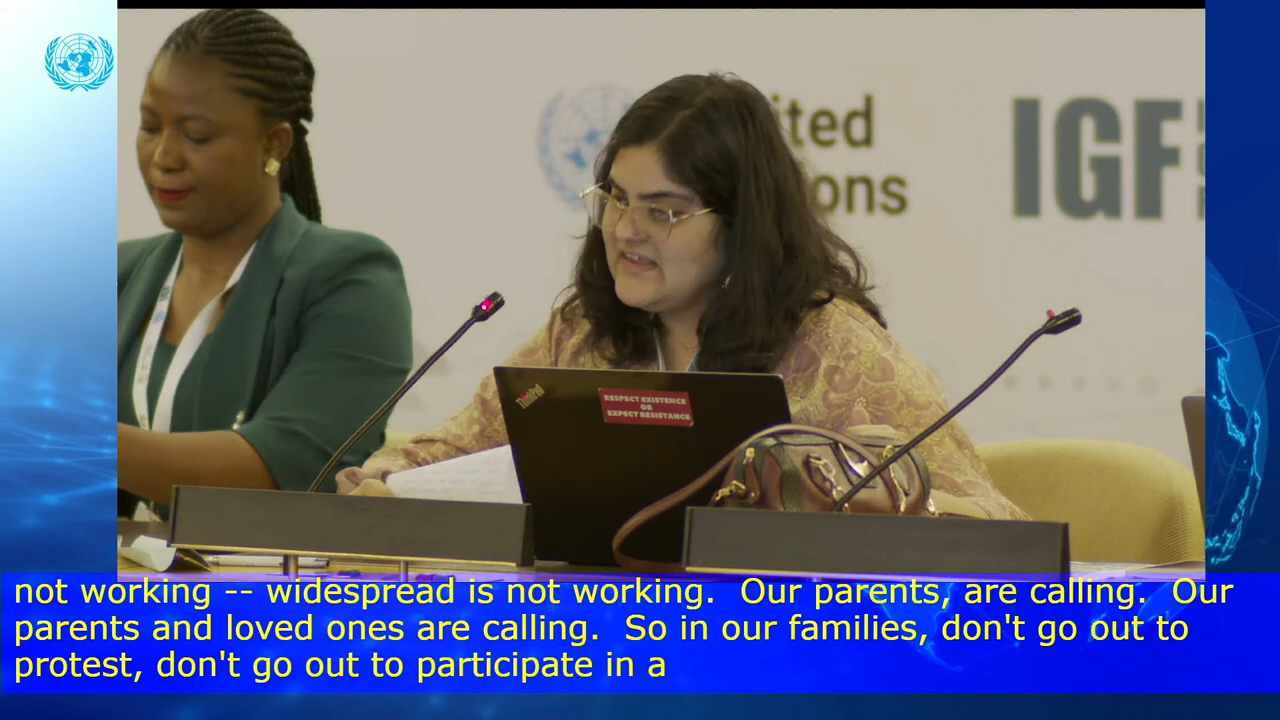 ited
ons
IGF
ThinkPad
RESPECT EXISTENCE
OR
EXPECT RESISTANCE
not working -- widespread is not working.  Our parents, are calling.  Our
parents and loved ones are calling.  So in our families, don't go out to
protest, don't go out to participate in a